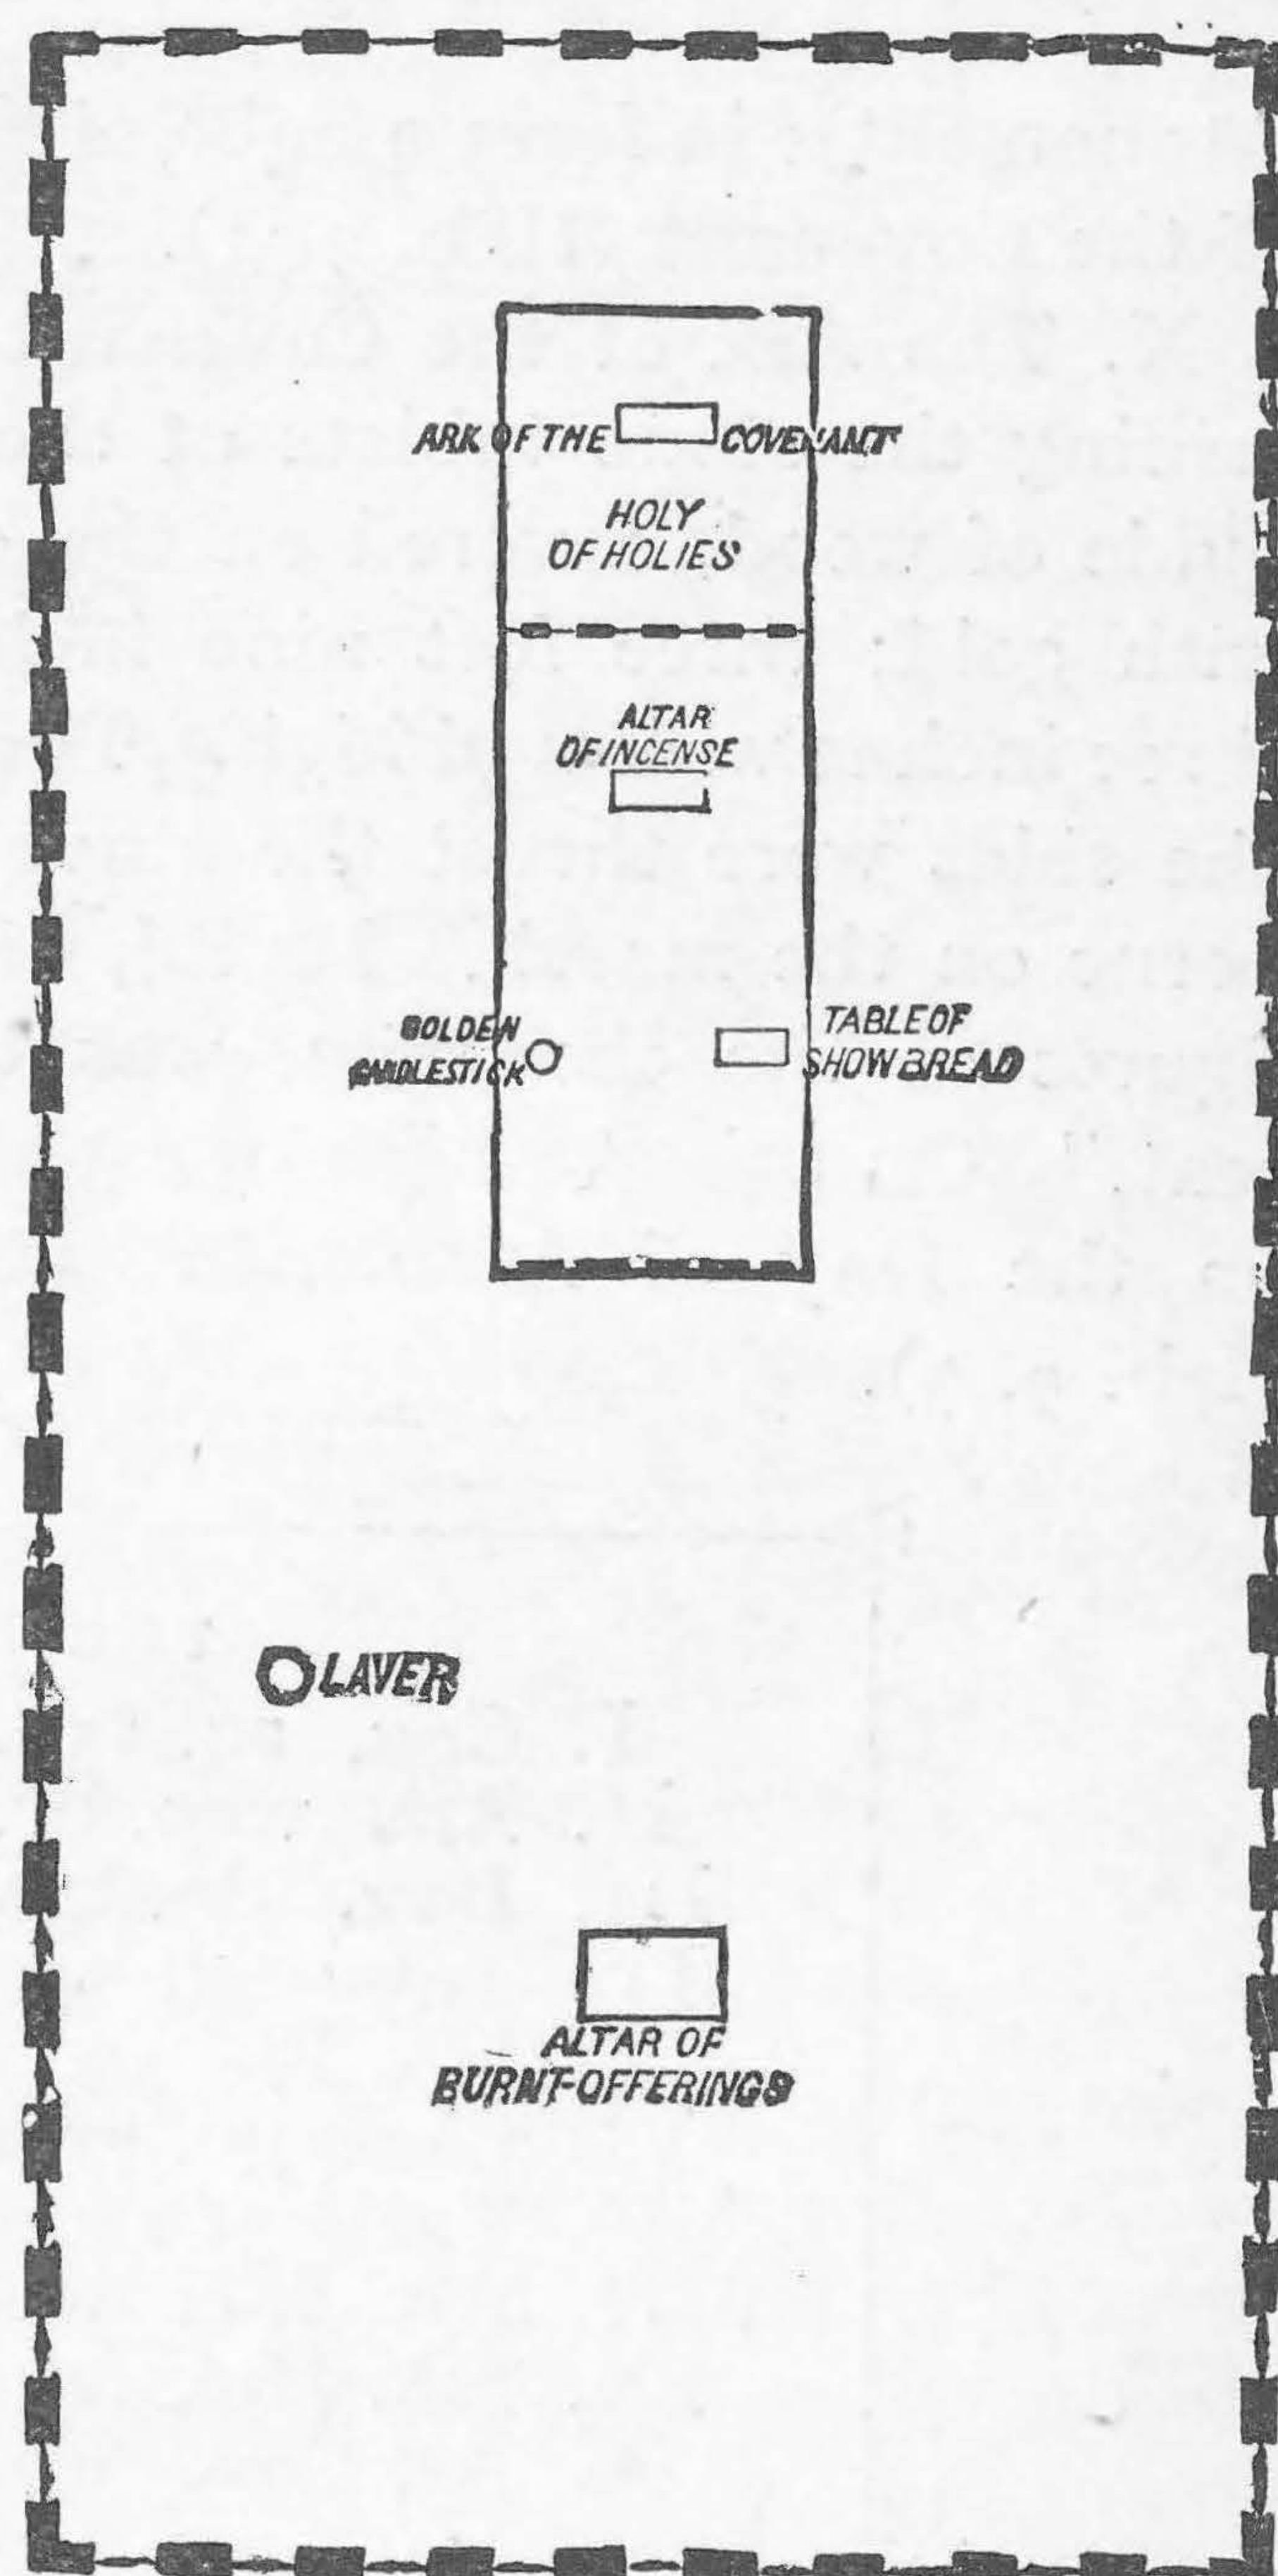 ARK OF THE COVENANT
HOLY
OF HOLIES
ALTAR
OF INCENSE
GOLDEN
CANDLESTICK
TABLE OF
SHOW BREAD
LAVER
ALTAR OF
BURNT-OFFERINGS